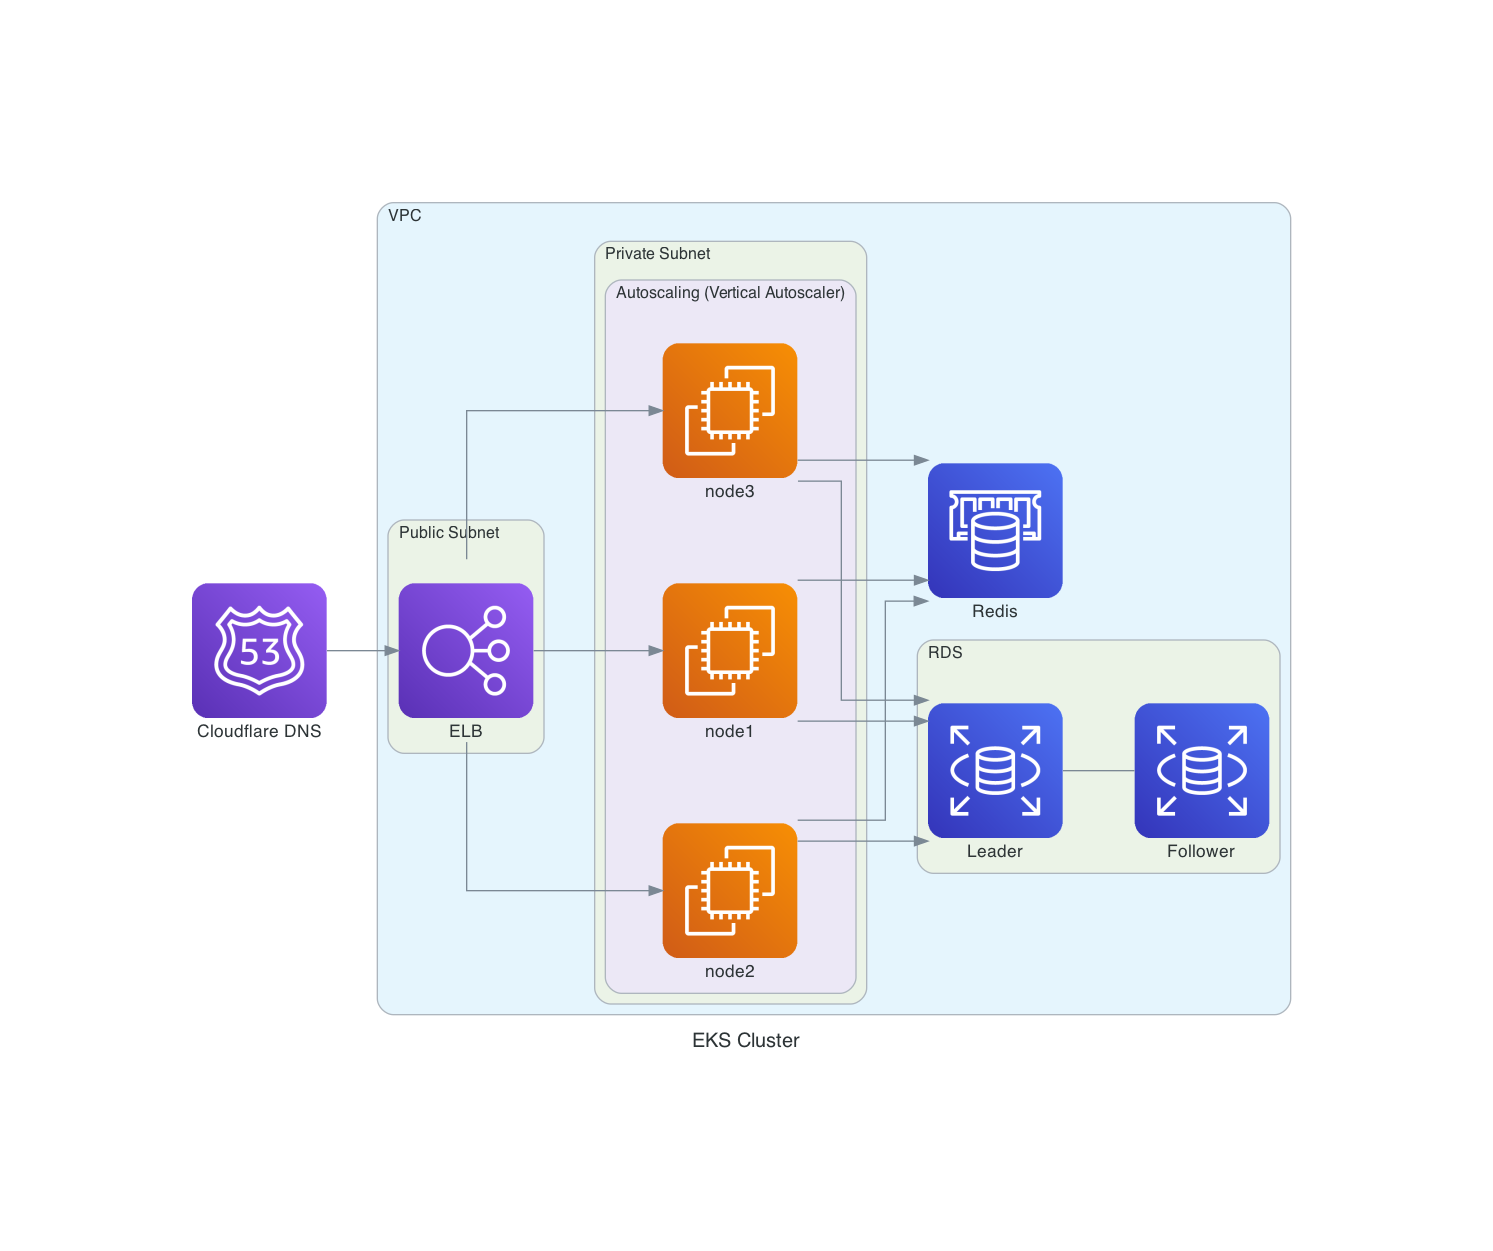 VPC
Private Subnet
Autoscaling (Vertical Autoscaler)
node3
Public Subnet
53
Cloudflare DNS
ELB
node1
Redis
RDS
Leader
Follower
node2
EKS Cluster